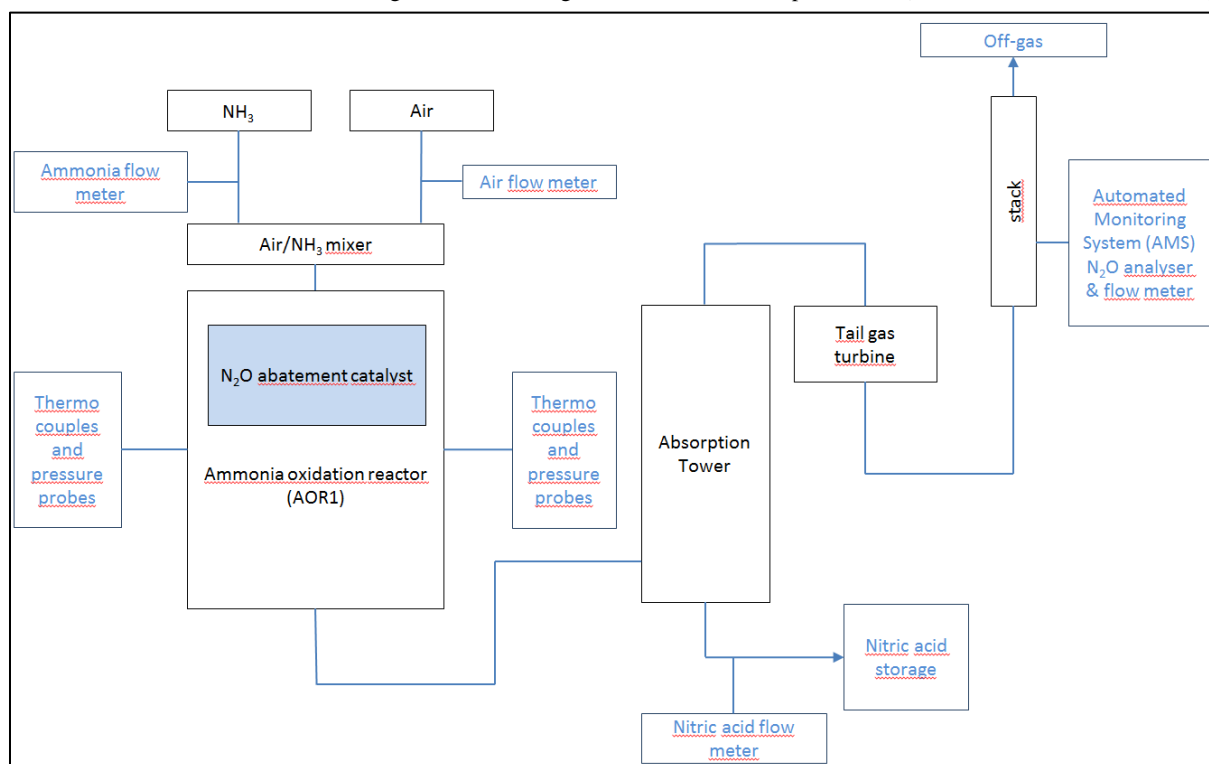 Off-gas
NH₃
Air
Ammonia flow
meter
Air flow meter
Air/NH₃ mixer
stack
Automated
Monitoring
System (AMS)
N₂O analyser
& flow meter
N₂O abatement catalyst
Tail gas
turbine
Thermo
couples
and
pressure
probes
Ammonia oxidation reactor
(AOR1)
Thermo
couples
and
pressure
probes
Absorption
Tower
Nitric acid
storage
Nitric acid flow
meter